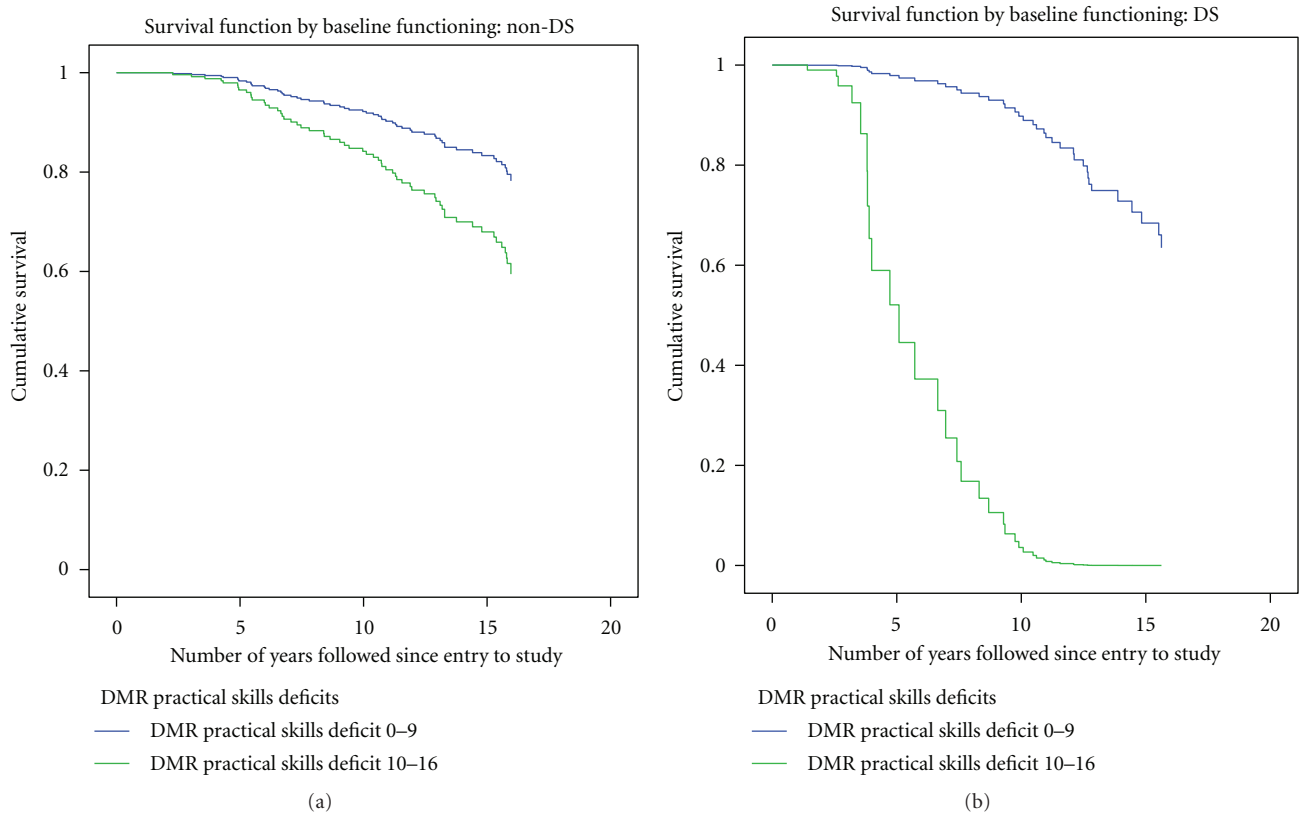 Survival function by baseline functioning: non-DS
1
0.8
0.6
0.4
0.2
0
Cumulative survival
0 5 10 15 20
Number of years followed since entry to study
DMR practical skills deficits
DMR practical skills deficit 0–9
DMR practical skills deficit 10–16
(a)
Survival function by baseline functioning: DS
1
0.8
0.6
0.4
0.2
0
Cumulative survival
0 5 10 15 20
Number of years followed since entry to study
DMR practical skills deficits
DMR practical skills deficit 0–9
DMR practical skills deficit 10–16
(b)